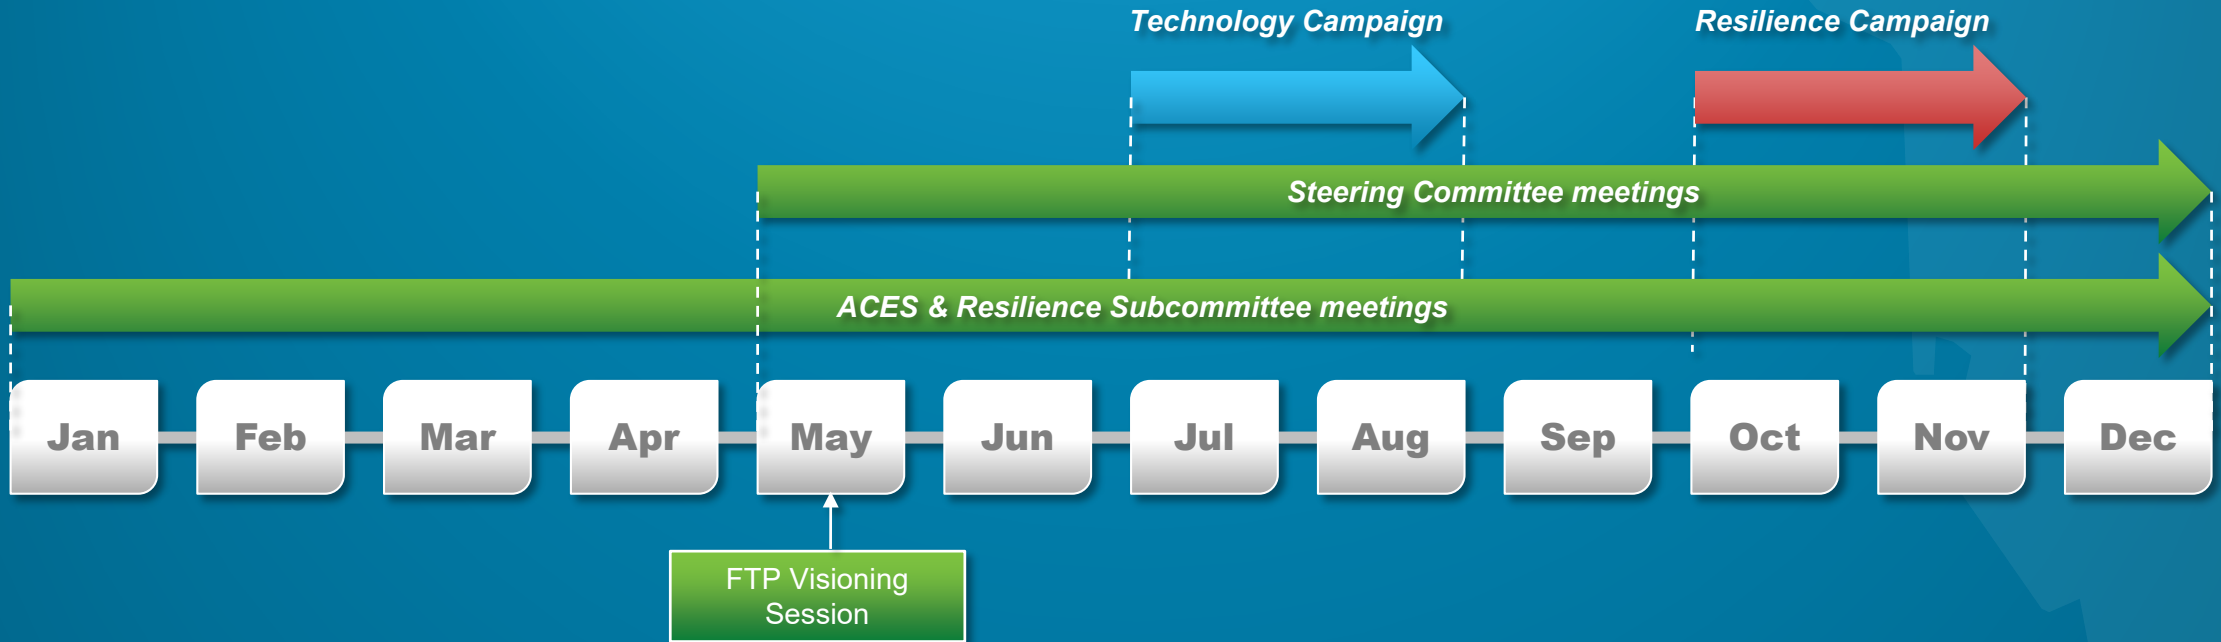 Technology Campaign
Resilience Campaign
Steering Committee meetings
ACES & Resilience Subcommittee meetings
Jan
Feb
Mar
Apr
May
Jun
Jul
Aug
Sep
Oct
Nov
Dec
FTP Visioning
Session